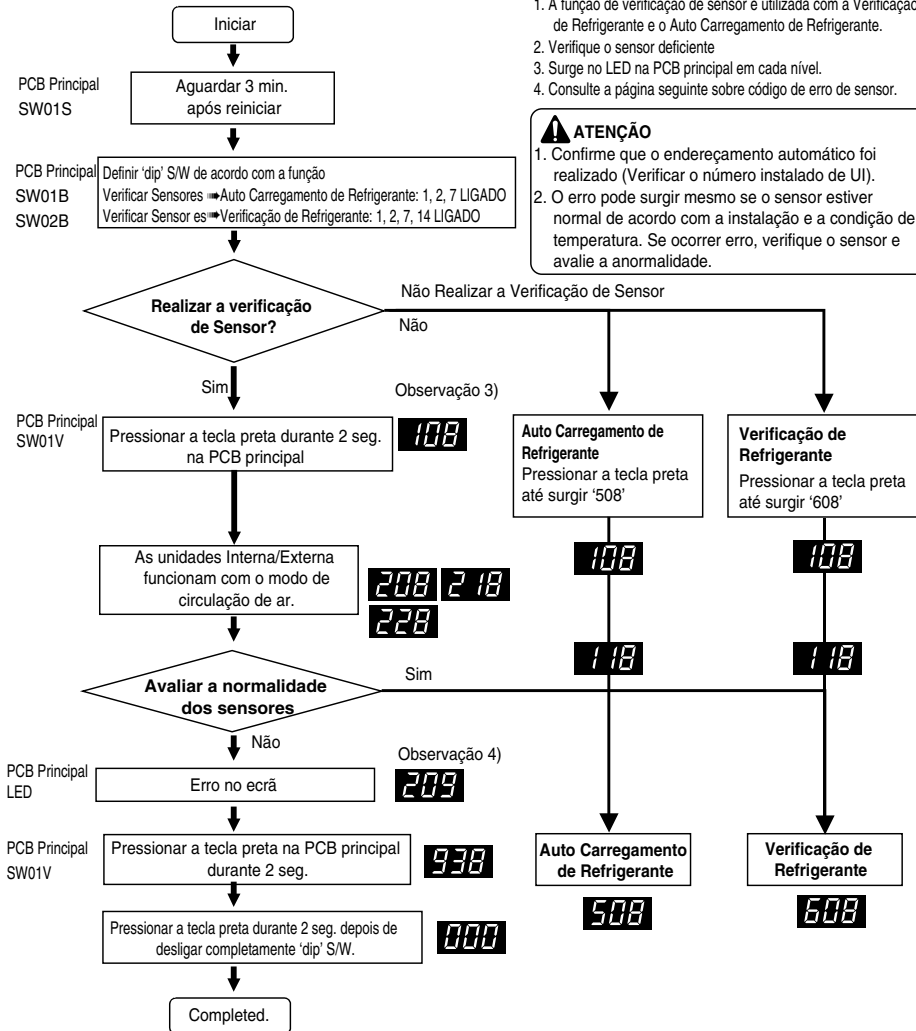 1. A função de verificação de sensor é utilizada com a Verificação
de Refrigerante e o Auto Carregamento de Refrigerante.
2. Verifique o sensor deficiente
3. Surge no LED na PCB principal em cada nível.
4. Consulte a página seguinte sobre código de erro de sensor.
ATENÇÃO
1. Confirme que o endereçamento automático foi
realizado (Verificar o número instalado de UI).
2. O erro pode surgir mesmo se o sensor estiver
normal de acordo com a instalação e a condição de
temperatura. Se ocorrer erro, verifique o sensor e
avalie a anormalidade.
Iniciar
PCB Principal
SW01S
Aguardar 3 min.
após reiniciar
PCB Principal
SW01B
SW02B
Definir ‘dip’ S/W de acordo com a função
Verificar Sensores ➠Auto Carregamento de Refrigerante: 1, 2, 7 LIGADO
Verificar Sensor es➠Verificação de Refrigerante: 1, 2, 7, 14 LIGADO
Realizar a verificação
de Sensor?
Não Realizar a Verificação de Sensor
Não
Sim
Observação 3)
PCB Principal
SW01V
Pressionar a tecla preta durante 2 seg.
na PCB principal
108
Auto Carregamento de
Refrigerante
Pressionar a tecla preta
até surgir ‘508’
Verificação de
Refrigerante
Pressionar a tecla preta
até surgir ‘608’
108
108
As unidades Interna/Externa
funcionam com o modo de
circulação de ar.
208 218
228
118
118
Avaliar a normalidade
dos sensores
Sim
Não
Observação 4)
PCB Principal
LED
Erro no ecrã
209
PCB Principal
SW01V
Pressionar a tecla preta na PCB principal
durante 2 seg.
938
Auto Carregamento
de Refrigerante
508
Verificação de
Refrigerante
608
Pressionar a tecla preta durante 2 seg. depois de
desligar completamente ‘dip’ S/W.
000
Completed.